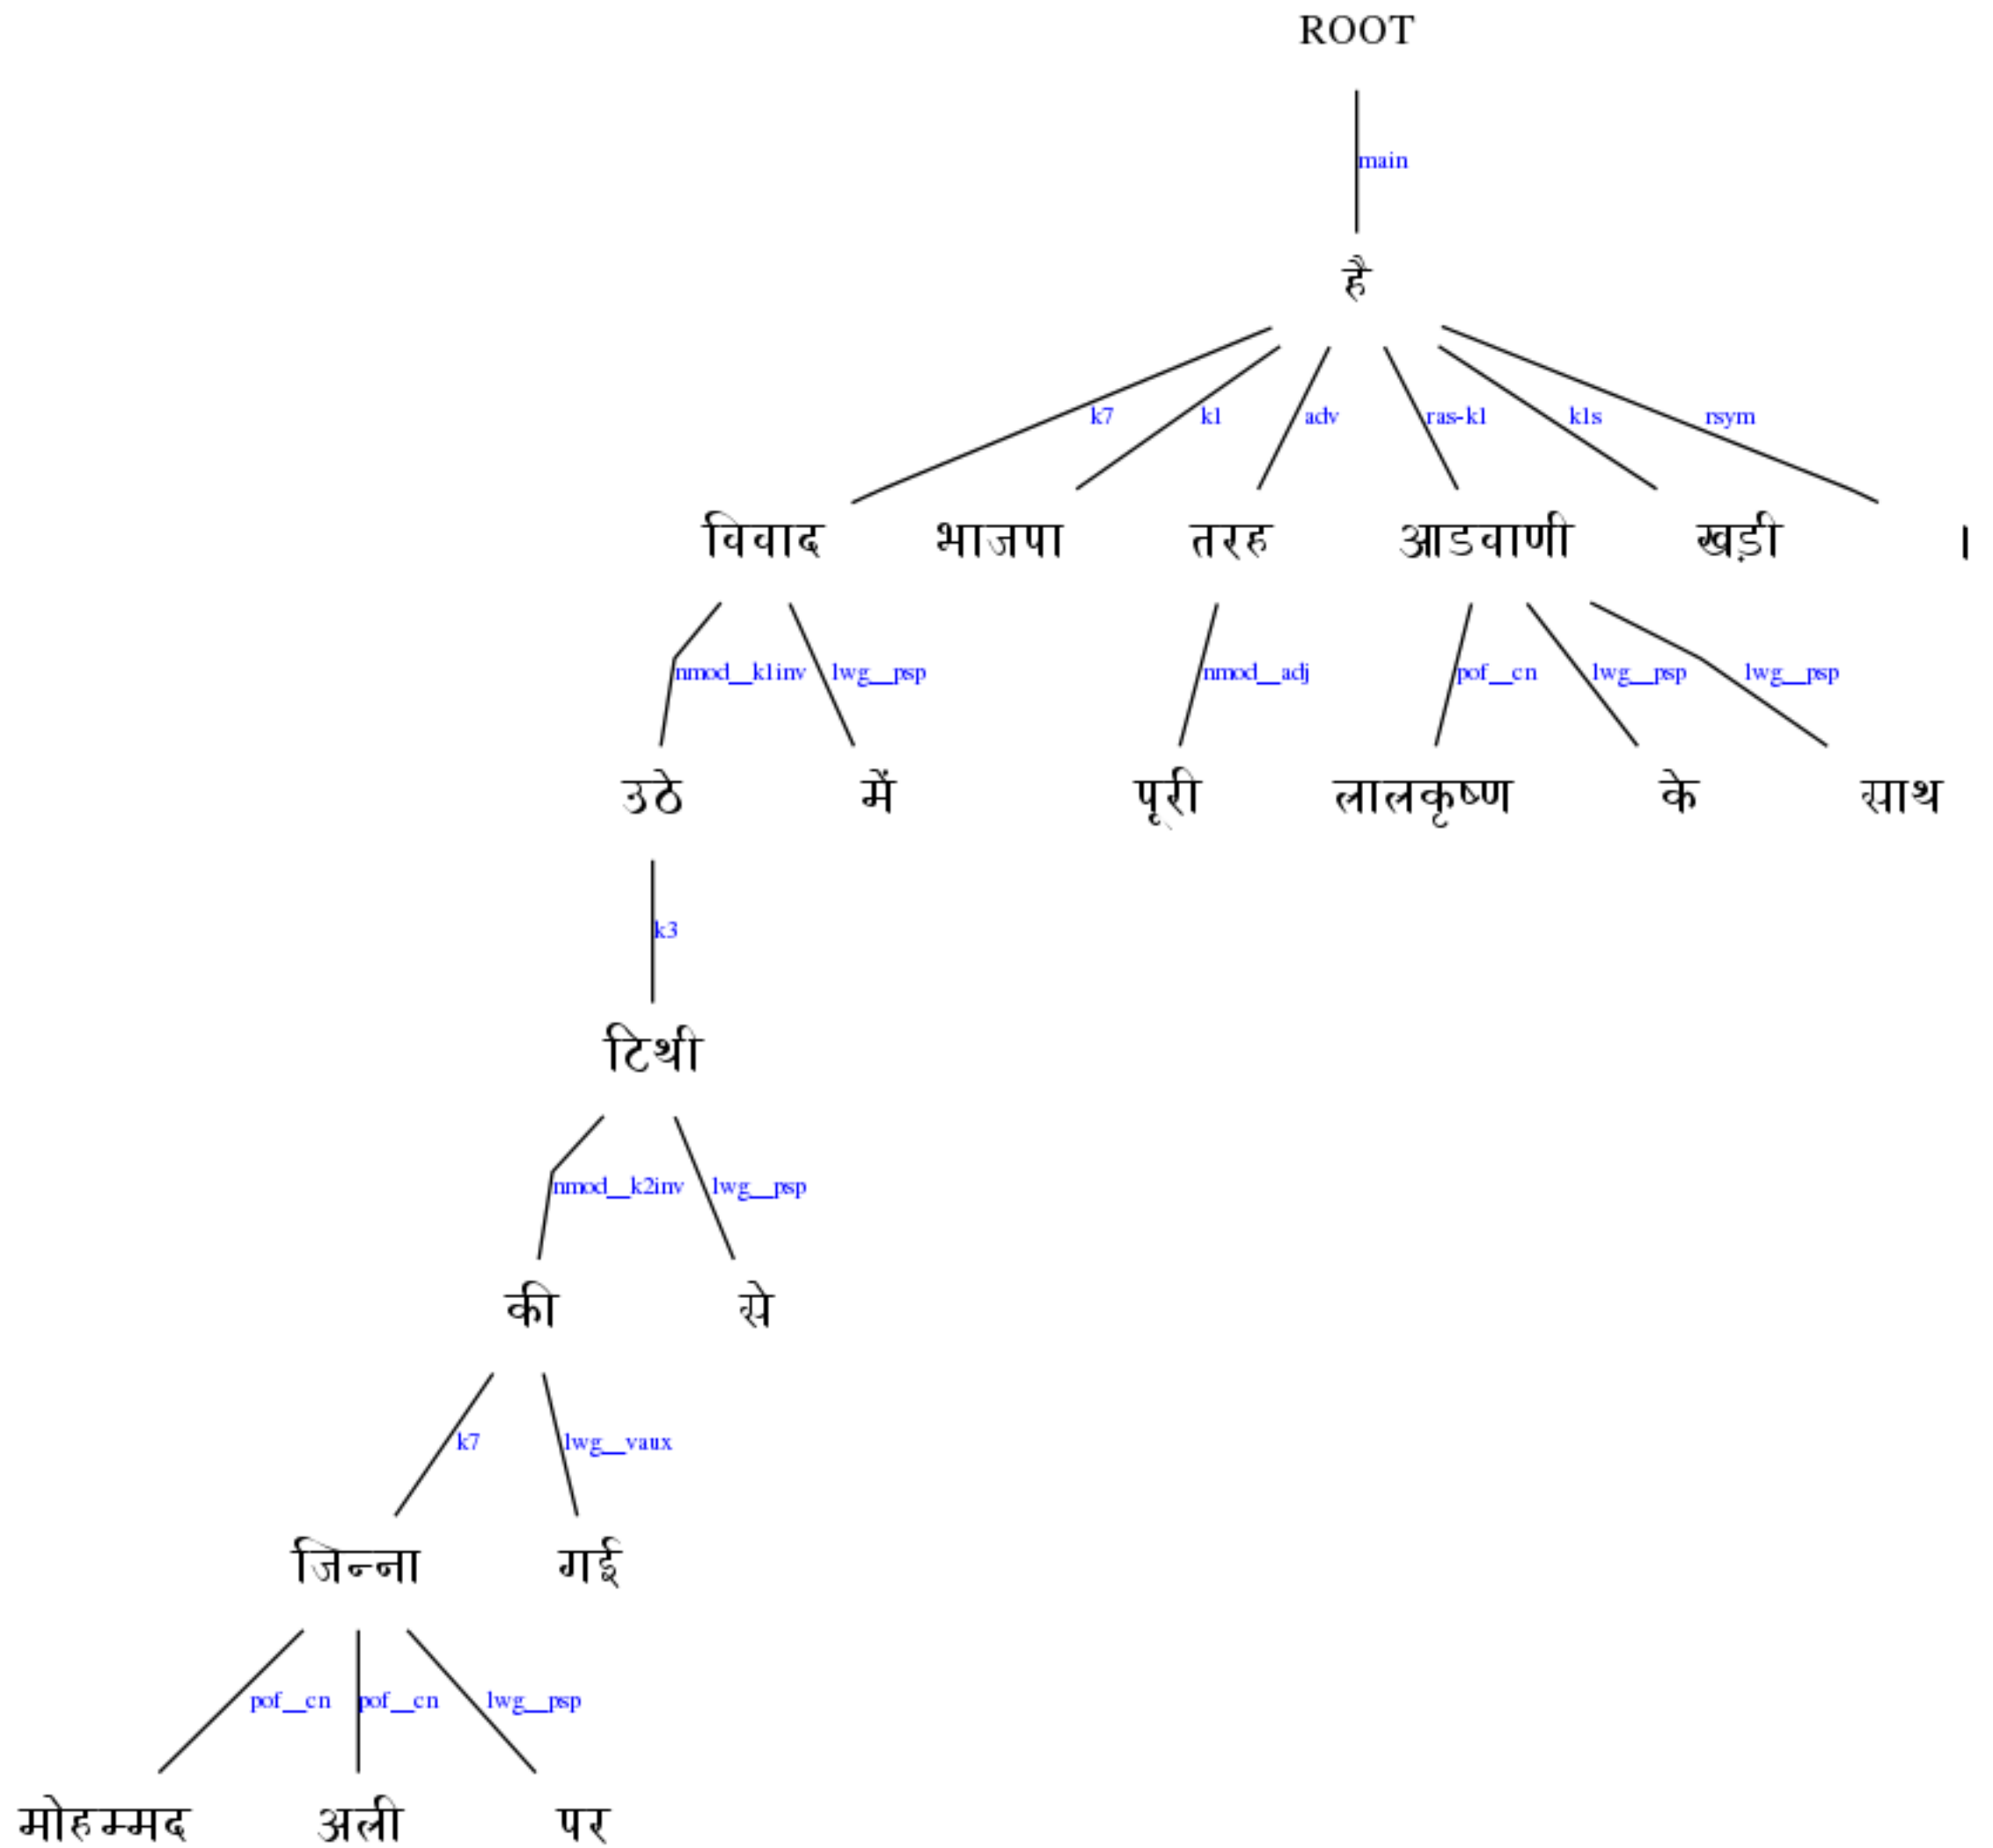 ROOT
main
है
k7 k1 adv ras-k1 k1s rsym
विवाद भाजपा तरह आडवाणी खड़ी ।
nmod__k1inv lwg__psp nmod__adj pof__cn lwg__psp lwg__psp
उठे में पूरी लालकृष्ण के साथ
k3
टिथी
nmod__k2inv lwg__psp
की से
k7 lwg__vaux
जिन्ना गई
pof__cn pof__cn lwg__psp
मोहम्मद अली पर